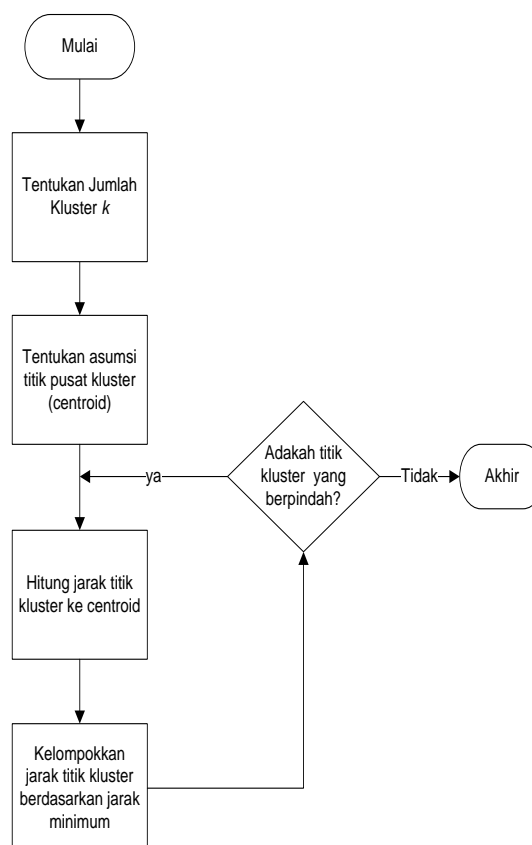 Mulai
Tentukan Jumlah
Kluster k
Tentukan asumsi
titik pusat kluster
(centroid)
Adakah titik
kluster yang
berpindah?
ya
Tidak
Akhir
Hitung jarak titik
kluster ke centroid
Kelompokkan
jarak titik kluster
berdasarkan jarak
minimum